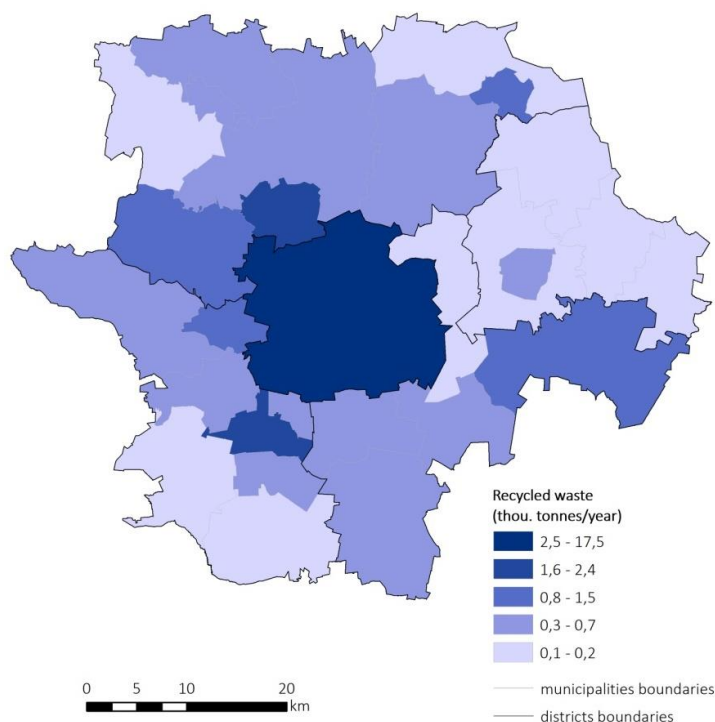 Recycled waste
(thou. tonnes/year)
2,5 - 17,5
1,6 - 2,4
0,8 - 1,5
0,3 - 0,7
0,1 - 0,2
municipalities boundaries
districts boundaries
0 5 10 20
km